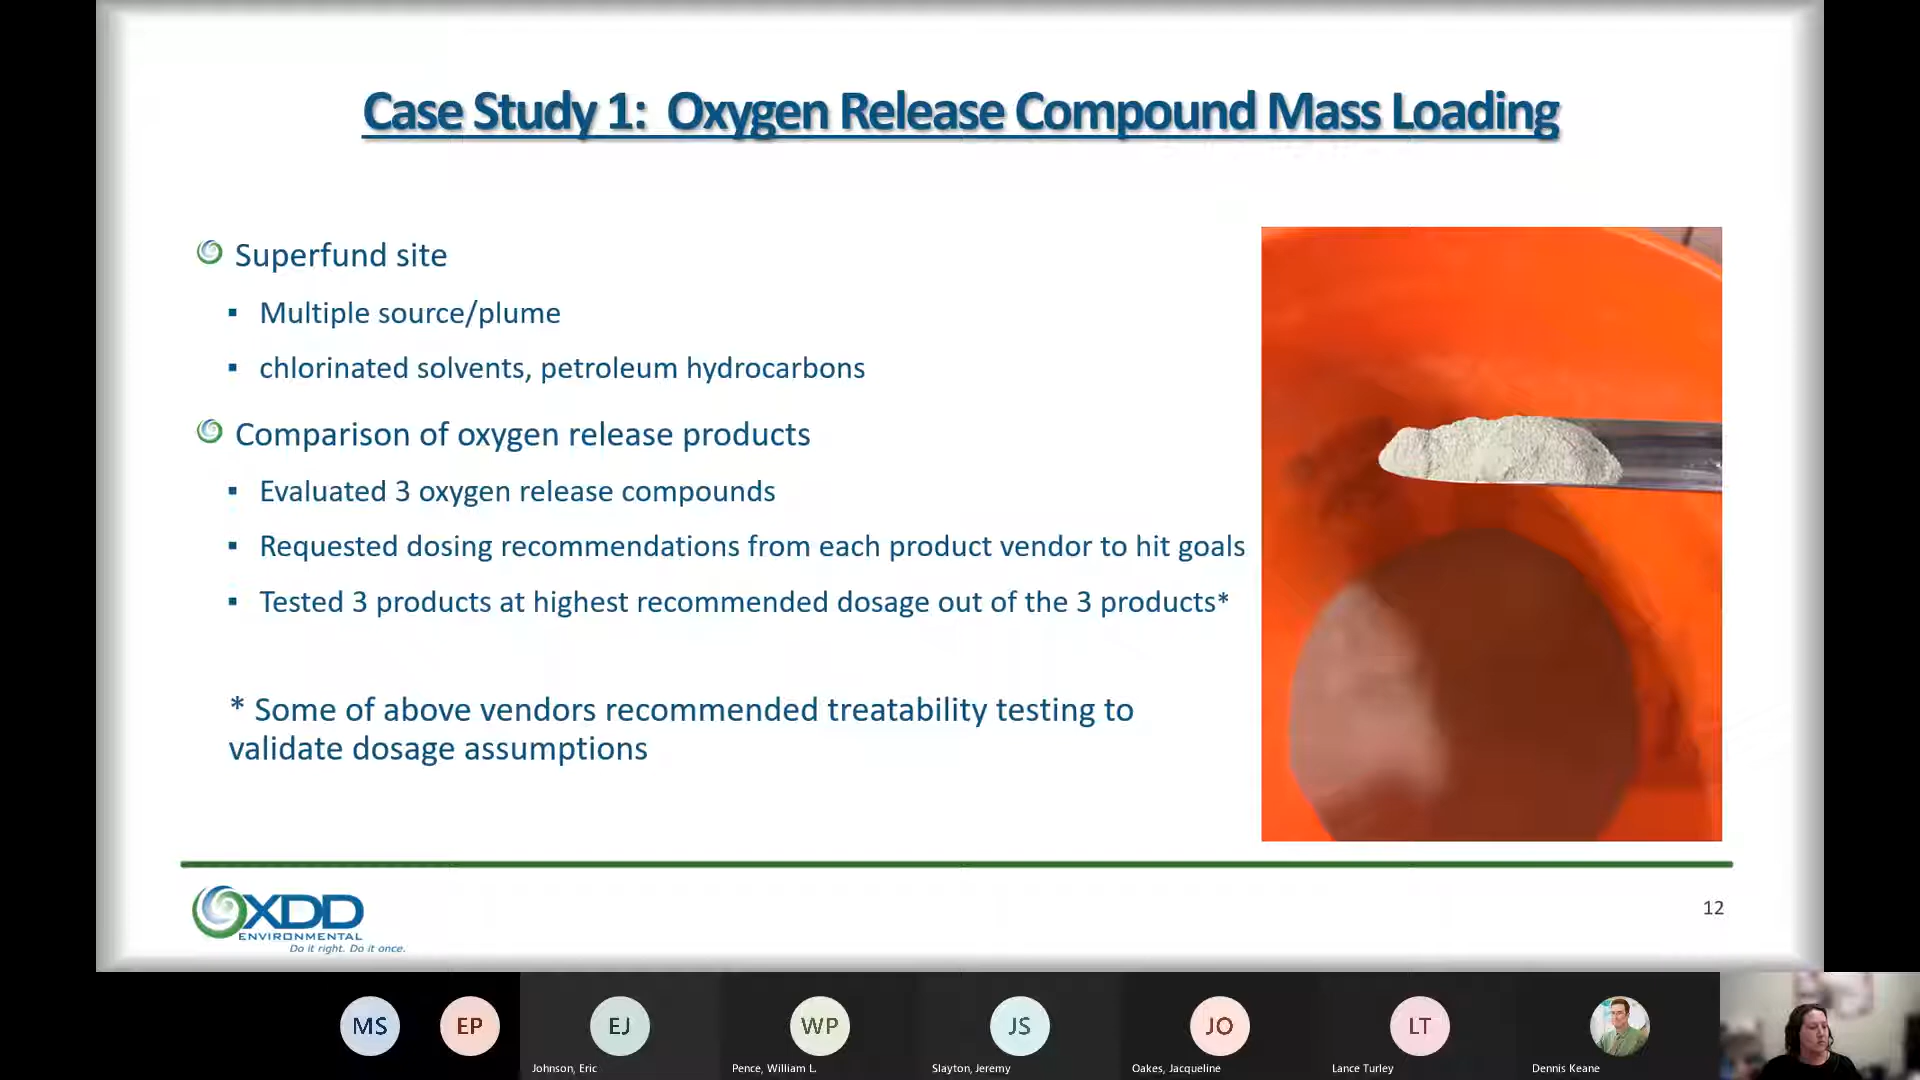 Case Study 1: Oxygen Release Compound Mass Loading
Superfund site
▪ Multiple source/plume
▪ chlorinated solvents, petroleum hydrocarbons
Comparison of oxygen release products
▪ Evaluated 3 oxygen release compounds
▪ Requested dosing recommendations from each product vendor to hit goals
▪ Tested 3 products at highest recommended dosage out of the 3 products*
* Some of above vendors recommended treatability testing to
validate dosage assumptions
XDD
ENVIRONMENTAL
Do it right. Do it once.
12
MS
EP
EJ
WP
JS
JO
LT
Johnson, Eric
Pence, William L.
Slayton, Jeremy
Oakes, Jacqueline
Lance Turley
Dennis Keane